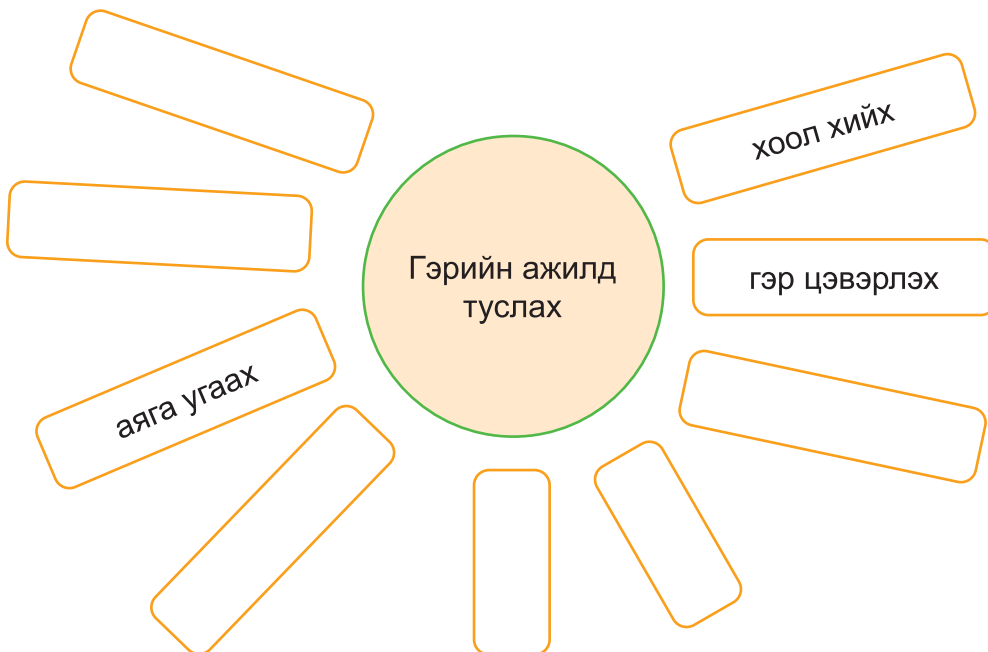 хоол хийх
Гэрийн ажилд
туслах
гэр цэвэрлэх
аяга угаах